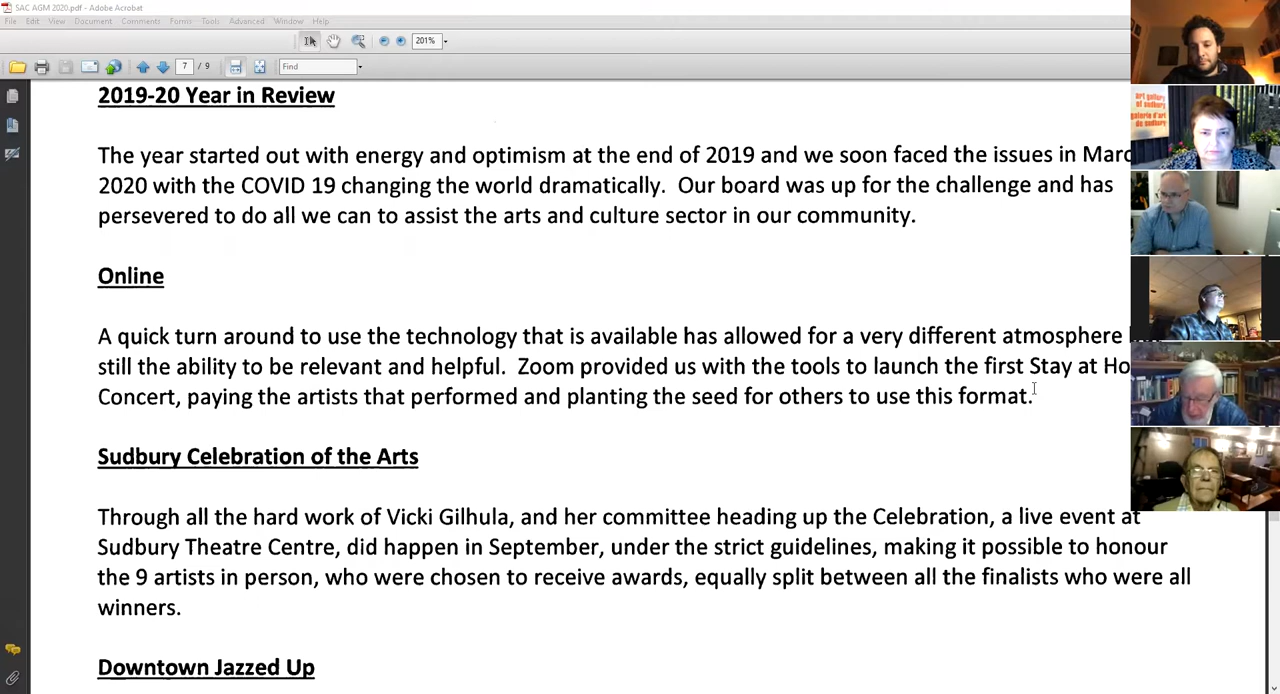 SAC AGM 2020.pdf - Adobe Acrobat
File Edit View Document Comments Forms Tools Advanced Window Help
201%
7 / 9 Find
2019-20 Year in Review
The year started out with energy and optimism at the end of 2019 and we soon faced the issues in
2020 with the COVID 19 changing the world dramatically. Our board was up for the challenge and has
persevered to do all we can to assist the arts and culture sector in our community.
Online
A quick turn around to use the technology that is available has allowed for a very different atmosphere
still the ability to be relevant and helpful. Zoom provided us with the tools to launch the first Stay at
Concert, paying the artists that performed and planting the seed for others to use this format.
Sudbury Celebration of the Arts
Through all the hard work of Vicki Gilhula, and her committee heading up the Celebration, a live event at
Sudbury Theatre Centre, did happen in September, under the strict guidelines, making it possible to honour
the 9 artists in person, who were chosen to receive awards, equally split between all the finalists who were all
winners.
Downtown Jazzed Up
art gallery
of sudbury
galerie d'art
de sudbury